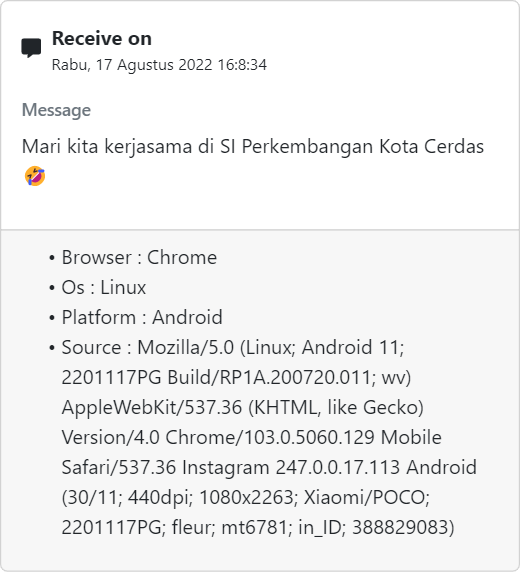 Receive on
Rabu, 17 Agustus 2022 16:8:34
Message
Mari kita kerjasama di SI Perkembangan Kota Cerdas
🤣
• Browser : Chrome
• Os : Linux
• Platform : Android
• Source : Mozilla/5.0 (Linux; Android 11;
2201117PG Build/RP1A.200720.011; wv)
AppleWebKit/537.36 (KHTML, like Gecko)
Version/4.0 Chrome/103.0.5060.129 Mobile
Safari/537.36 Instagram 247.0.0.17.113 Android
(30/11; 440dpi; 1080x2263; Xiaomi/POCO;
2201117PG; fleur; mt6781; in_ID; 388829083)